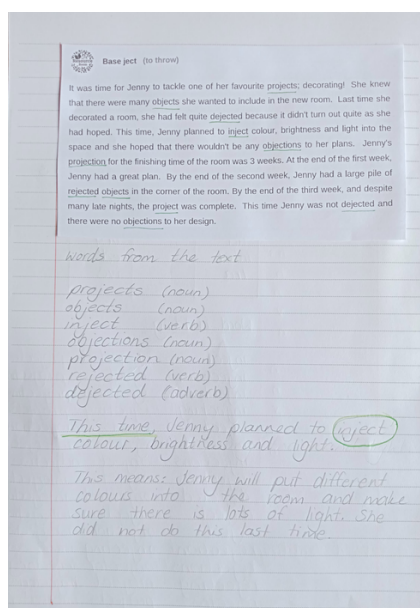 Base ject (to throw)
It was time for Jenny to tackle one of her favourite projects; decorating! She knew
that there were many objects she wanted to include in the new room. Last time she
decorated a room, she had felt quite dejected because it didn't turn out quite as she
had hoped. This time, Jenny planned to inject colour, brightness and light into the
space and she hoped that there wouldn't be any objections to her plans. Jenny's
projection for the finishing time of the room was 3 weeks. At the end of the first week,
Jenny had a great plan. By the end of the second week, Jenny had a large pile of
rejected objects in the corner of the room. By the end of the third week, and despite
many late nights, the project was complete. This time Jenny was not dejected and
there were no objections to her design.
Words from the text
projects (noun)
objects (noun)
inject (verb)
objections (noun)
projection (noun)
rejected (verb)
dejected (adverb)
This time, Jenny planned to inject
colour, brightness and light.
This means: Jenny will put different
colours into the room and make
sure there is lots of light. She
did not do this last time.